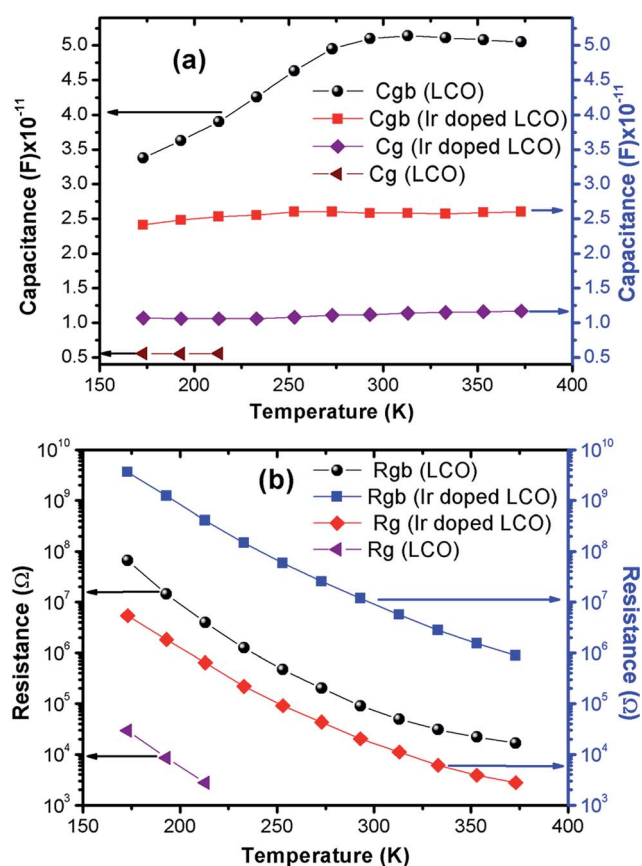 (a)
Cgb (LCO)
Cgb (Ir doped LCO)
Cg (Ir doped LCO)
Cg (LCO)
Capacitance (F)x10⁻¹¹
5.0
4.5
4.0
3.5
3.0
2.5
2.0
1.5
1.0
0.5
Capacitance (F)x10⁻¹¹
5.0
4.5
4.0
3.5
3.0
2.5
2.0
1.5
1.0
0.5
150 200 250 300 350 400
Temperature (K)
(b)
Rgb (LCO)
Rgb (Ir doped LCO)
Rg (Ir doped LCO)
Rg (LCO)
Resistance (Ω)
10¹⁰
10⁹
10⁸
10⁷
10⁶
10⁵
10⁴
10³
Resistance (Ω)
10¹⁰
10⁹
10⁸
10⁷
10⁶
10⁵
10⁴
10³
150 200 250 300 350 400
Temperature (K)